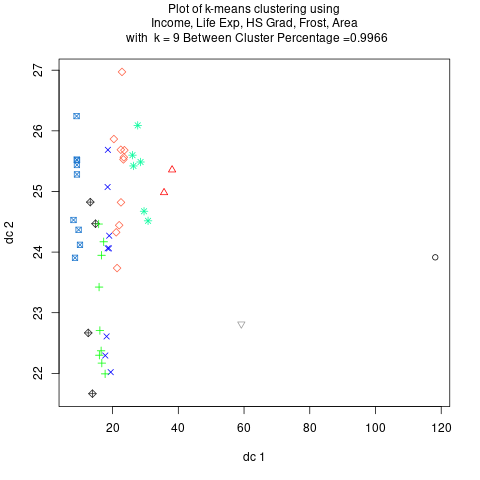 Plot of k-means clustering using
Income, Life Exp, HS Grad, Frost, Area
with k = 9 Between Cluster Percentage =0.9966
27
26
25
24
23
22
dc 2
20 40 60 80 100 120
dc 1